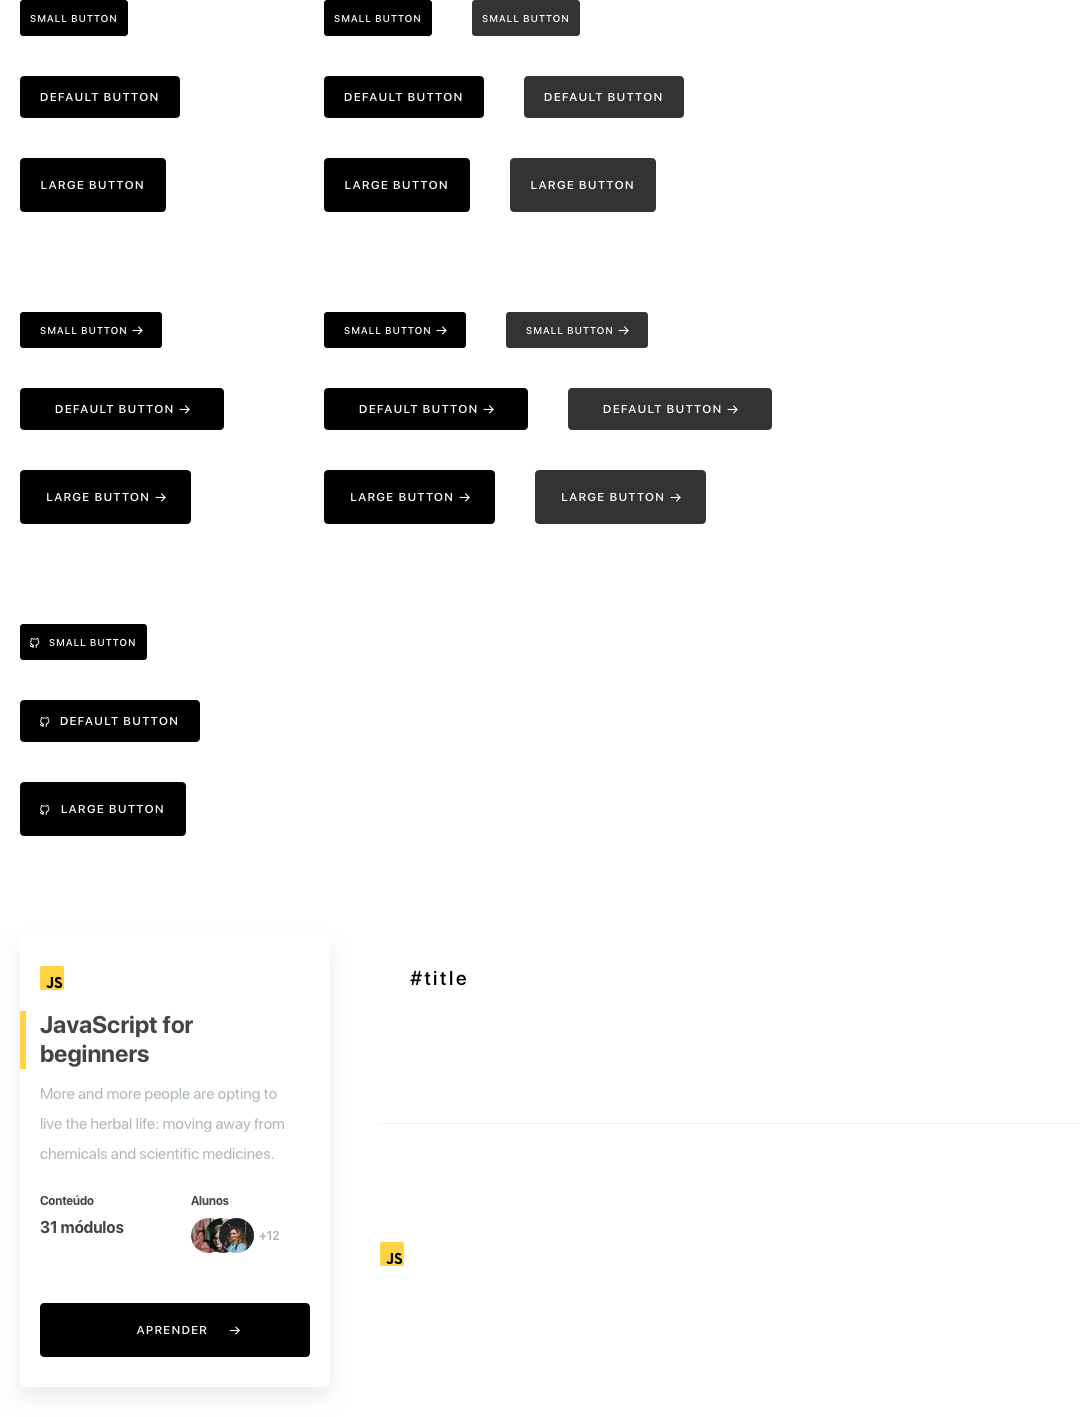 SMALL BUTTON SMALL BUTTON SMALL BUTTON
DEFAULT BUTTON DEFAULT BUTTON DEFAULT BUTTON
LARGE BUTTON LARGE BUTTON LARGE BUTTON
SMALL BUTTON → SMALL BUTTON → SMALL BUTTON →
DEFAULT BUTTON → DEFAULT BUTTON → DEFAULT BUTTON →
LARGE BUTTON → LARGE BUTTON → LARGE BUTTON →
SMALL BUTTON
DEFAULT BUTTON
LARGE BUTTON
JS
JavaScript for
beginners
More and more people are opting to
live the herbal life: moving away from
chemicals and scientific medicines.
Conteúdo Alunos
31 módulos +12
APRENDER →
#title
JS